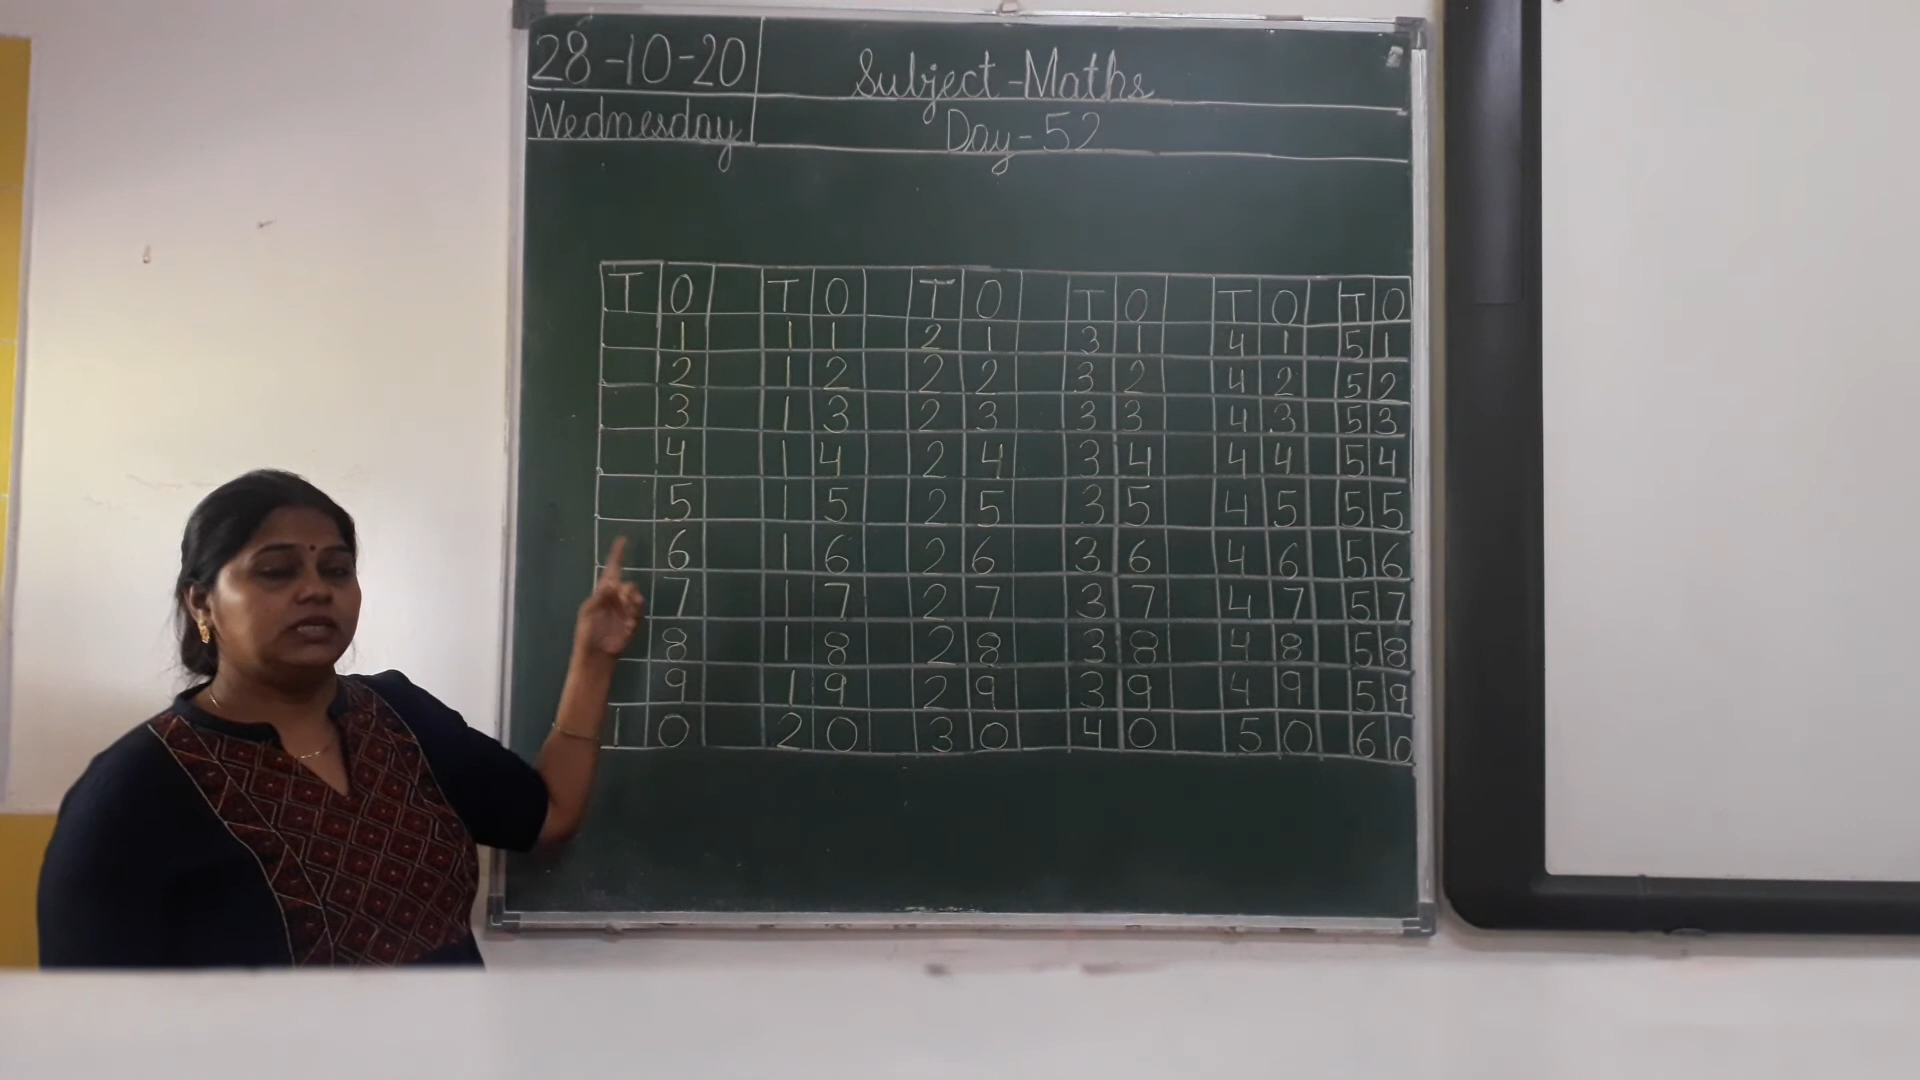 28-10-20 Subject-Maths
Wednesday Day-52
T O T O T O T O T O T O
1 1 1 2 1 3 1 4 1 5 1
2 1 2 2 2 3 2 4 2 5 2
3 1 3 2 3 3 3 4 3 5 3
4 1 4 2 4 3 4 4 4 5 4
5 1 5 2 5 3 5 4 5 5 5
6 1 6 2 6 3 6 4 6 5 6
7 1 7 2 7 3 7 4 7 5 7
8 1 8 2 8 3 8 4 8 5 8
9 1 9 2 9 3 9 4 9 5 9
1 0 2 0 3 0 4 0 5 0 6 0